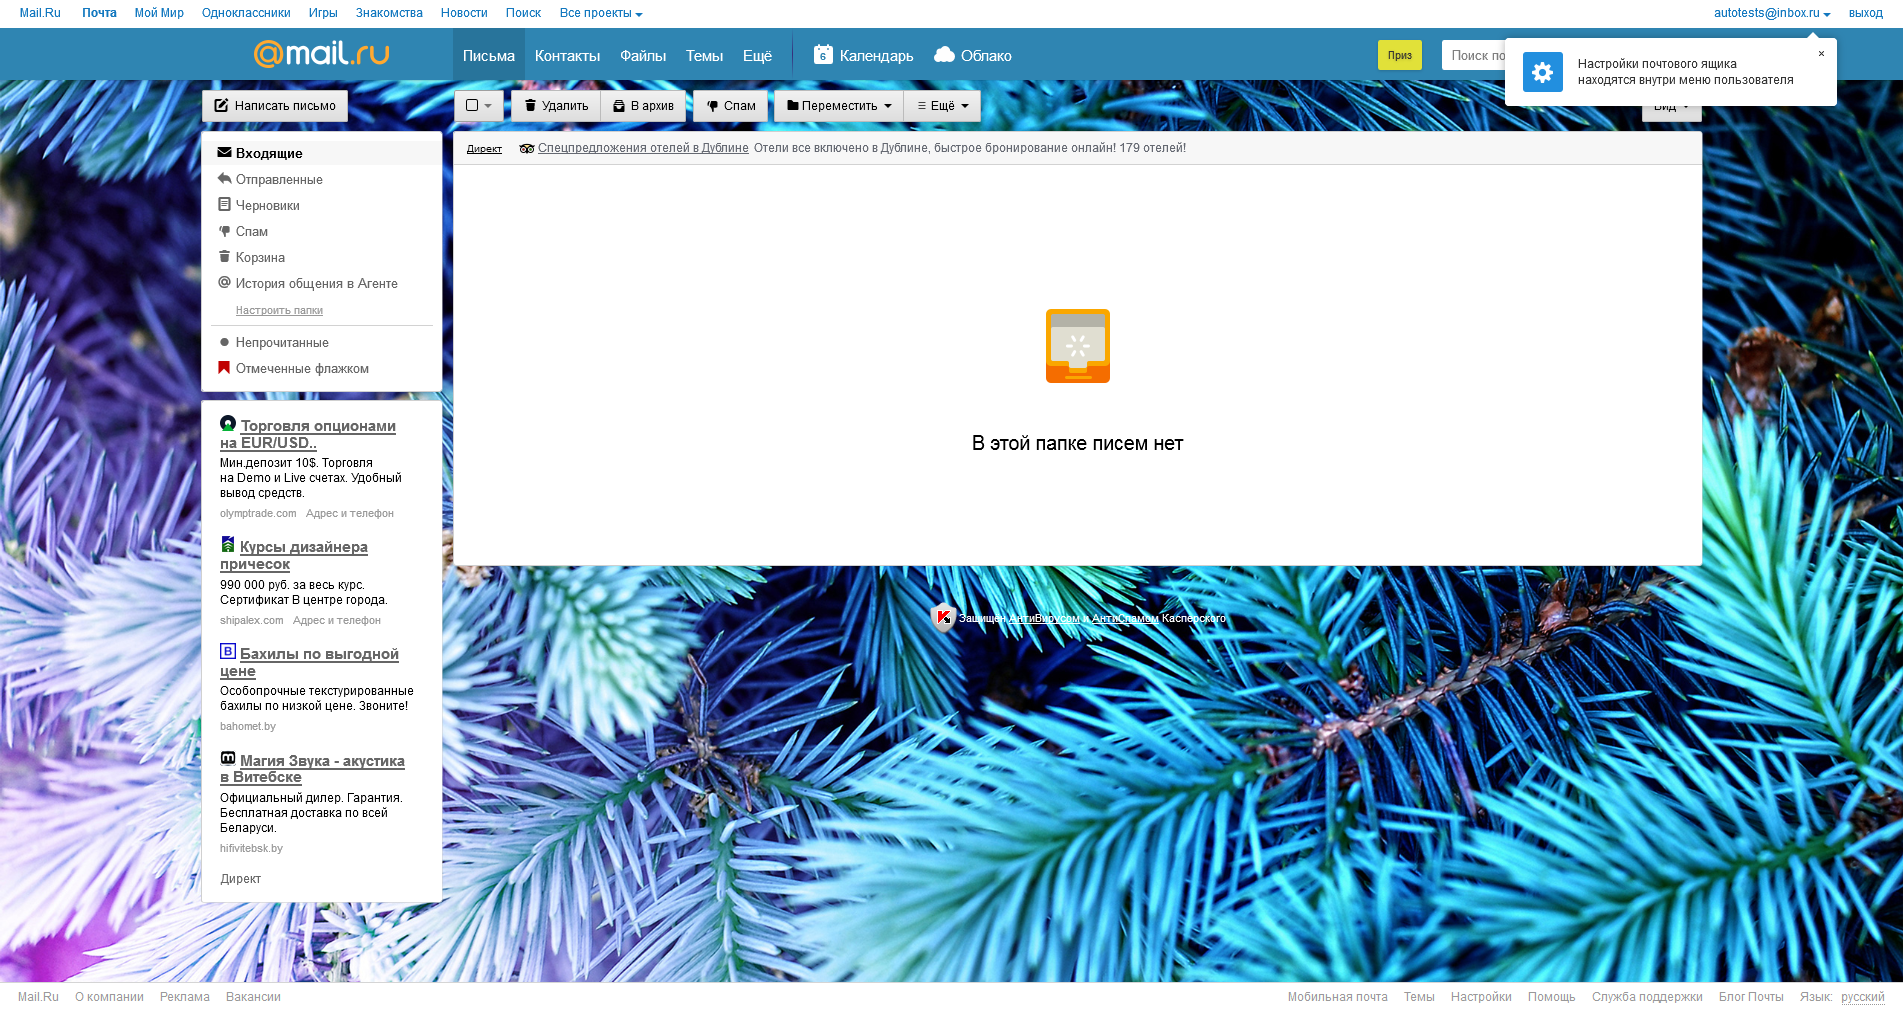 Mail.Ru Почта Мой Мир Одноклассники Игры Знакомства Новости Поиск Все проекты autotests@inbox.ru выход
@mail.ru Письма Контакты Файлы Темы Ещё 6 Календарь Облако Приз Поиск по
×
Настройки почтового ящика
находятся внутри меню пользователя
Написать письмо Удалить В архив Спам Переместить Ещё Вид
Входящие
Отправленные
Черновики
Спам
Корзина
История общения в Агенте
Настроить папки
Непрочитанные
Отмеченные флажком
Директ Спецпредложения отелей в Дублине Отели все включено в Дублине, быстрое бронирование онлайн! 179 отелей!
В этой папке писем нет
Торговля опционами
на EUR/USD..
Мин.депозит 10$. Торговля
на Demo и Live счетах. Удобный
вывод средств.
olymptrade.com Адрес и телефон
Курсы дизайнера
причесок
990 000 руб. за весь курс.
Сертификат В центре города.
shipalex.com Адрес и телефон
B Бахилы по выгодной
цене
Особопрочные текстурированные
бахилы по низкой цене. Звоните!
bahomet.by
m Магия Звука - акустика
в Витебске
Официальный дилер. Гарантия.
Бесплатная доставка по всей
Беларуси.
hifivitebsk.by
Директ
Защищен АнтиВирусом и АнтиСпамом Касперского
Mail.Ru О компании Реклама Вакансии Мобильная почта Темы Настройки Помощь Служба поддержки Блог Почты Язык: русский